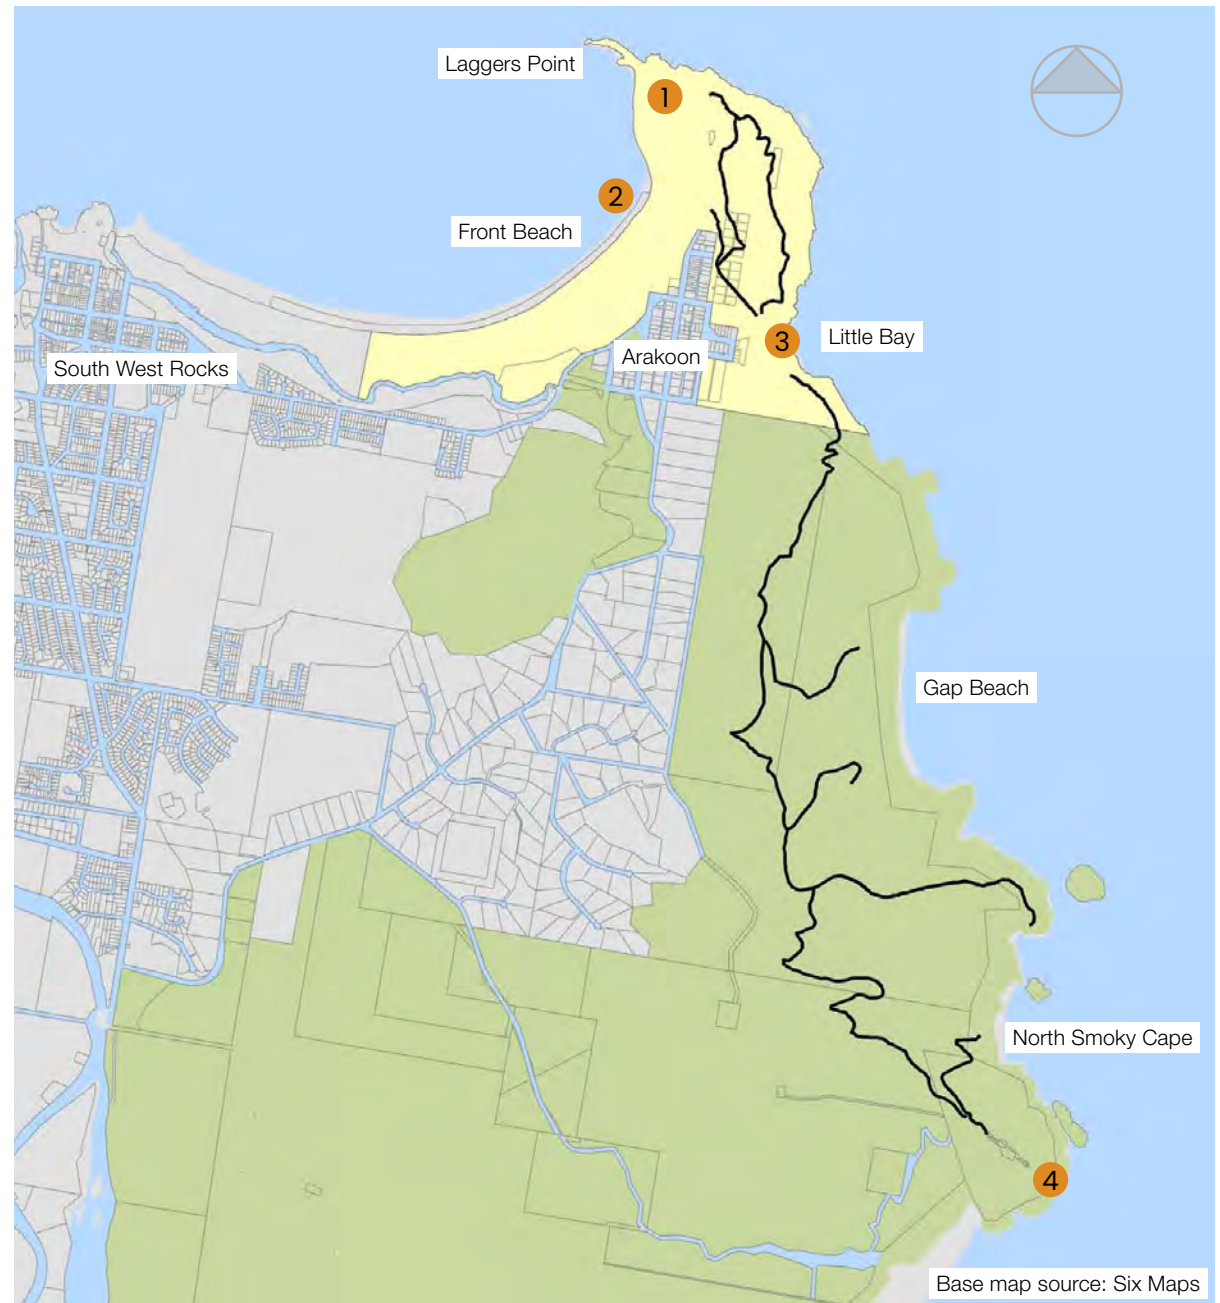 Laggers Point
1
2
Front Beach
3
Little Bay
South West Rocks
Arakoon
Gap Beach
North Smoky Cape
4
Base map source: Six Maps